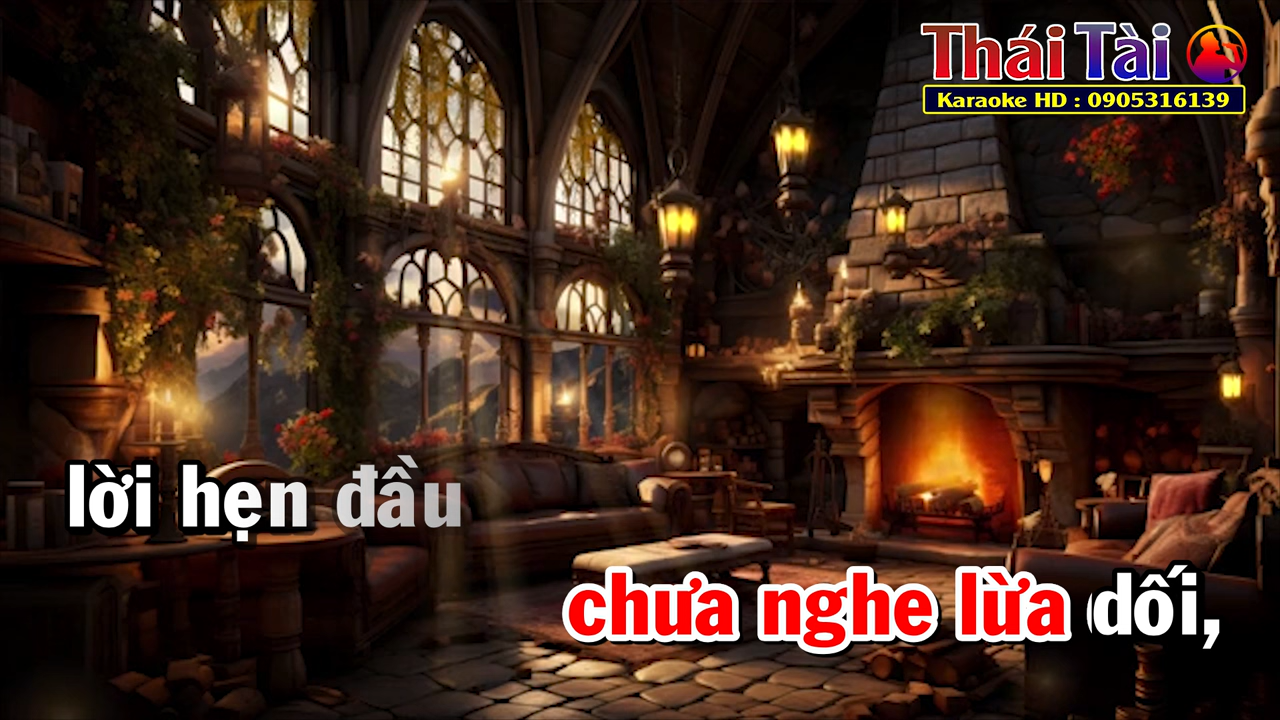 Thái Tài
Karaoke HD : 0905316139
lời hẹn đầu
chưa nghe lừa dối,